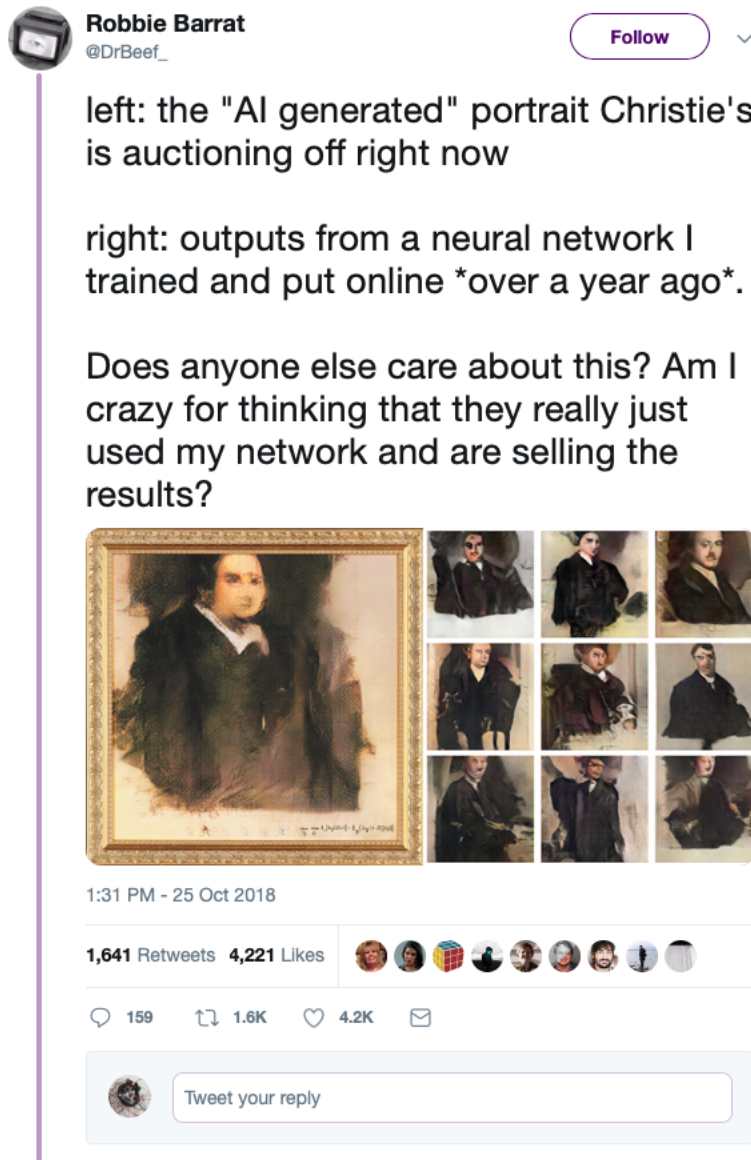 Robbie Barrat
@DrBeef_
Follow
left: the "AI generated" portrait Christie's
is auctioning off right now
right: outputs from a neural network I
trained and put online *over a year ago*.
Does anyone else care about this? Am I
crazy for thinking that they really just
used my network and are selling the
results?
1:31 PM - 25 Oct 2018
1,641 Retweets 4,221 Likes
159 1.6K 4.2K
Tweet your reply